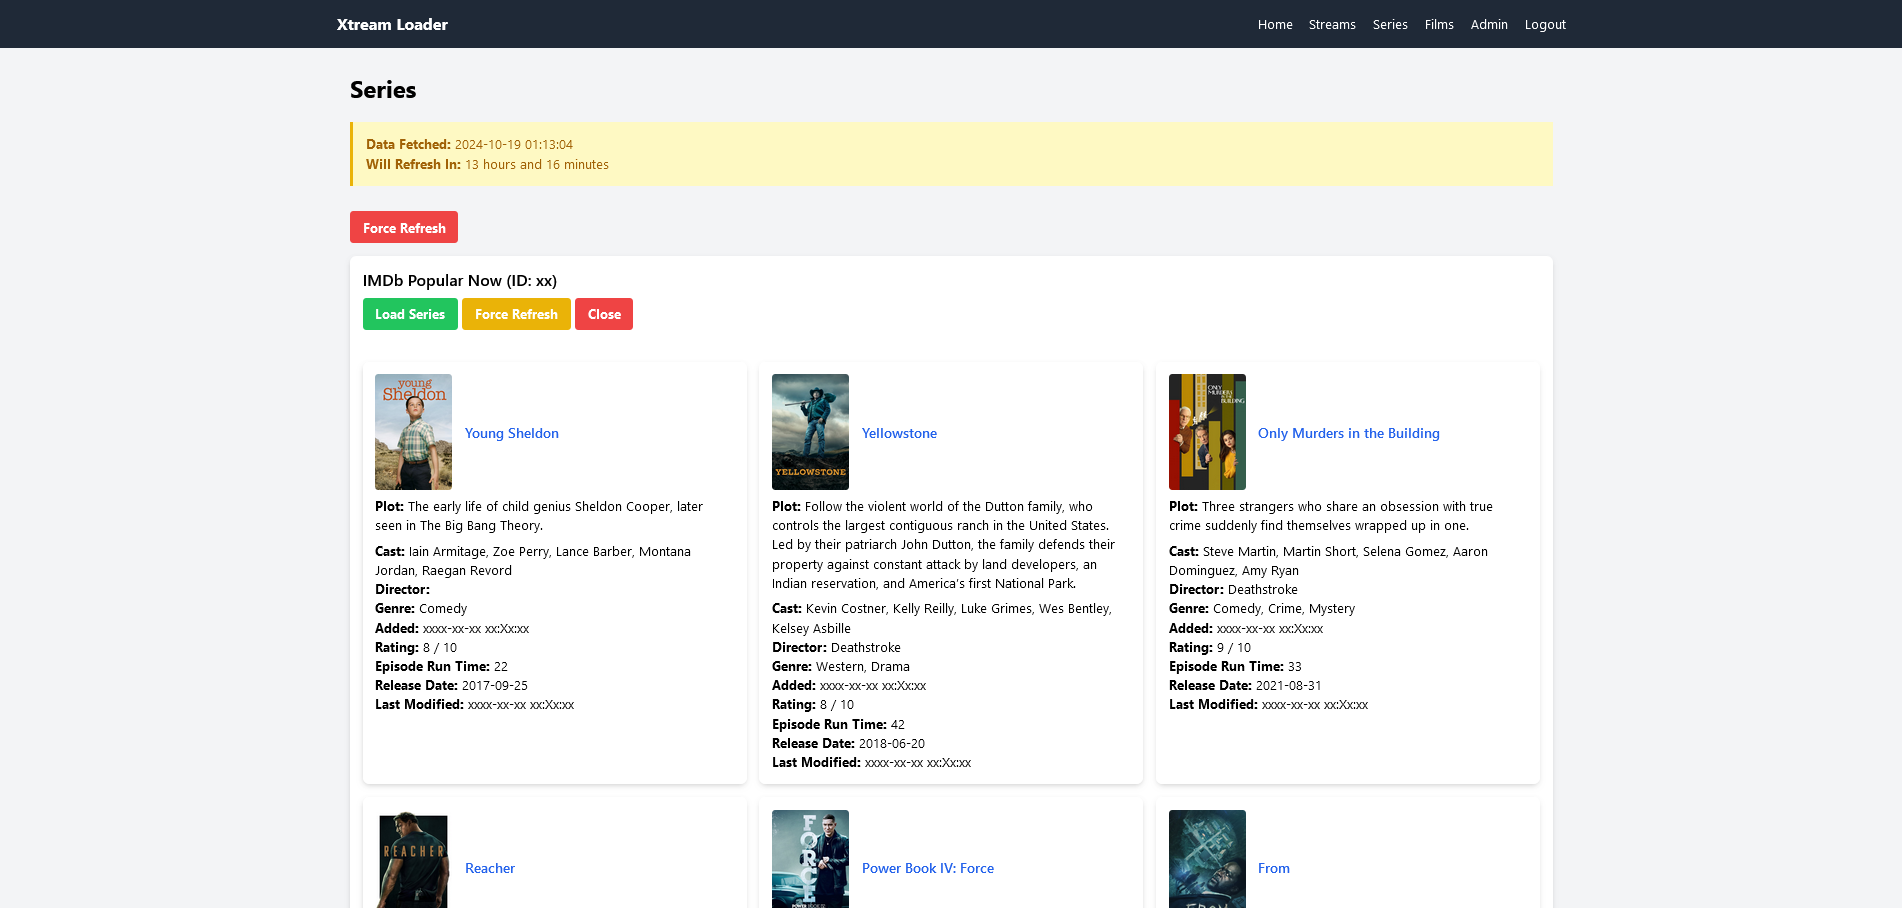 Xtream Loader
Home Streams Series Films Admin Logout
Series
Data Fetched: 2024-10-19 01:13:04
Will Refresh In: 13 hours and 16 minutes
Force Refresh
IMDb Popular Now (ID: xx)
Load Series Force Refresh Close
young
Sheldon
Young Sheldon
Plot: The early life of child genius Sheldon Cooper, later
seen in The Big Bang Theory.
Cast: Iain Armitage, Zoe Perry, Lance Barber, Montana
Jordan, Raegan Revord
Director:
Genre: Comedy
Added: xxxx-xx-xx xx:Xx:xx
Rating: 8 / 10
Episode Run Time: 22
Release Date: 2017-09-25
Last Modified: xxxx-xx-xx xx:Xx:xx
YELLOWSTONE
Yellowstone
Plot: Follow the violent world of the Dutton family, who
controls the largest contiguous ranch in the United States.
Led by their patriarch John Dutton, the family defends their
property against constant attack by land developers, an
Indian reservation, and America's first National Park.
Cast: Kevin Costner, Kelly Reilly, Luke Grimes, Wes Bentley,
Kelsey Asbille
Director: Deathstroke
Genre: Western, Drama
Added: xxxx-xx-xx xx:Xx:xx
Rating: 8 / 10
Episode Run Time: 42
Release Date: 2018-06-20
Last Modified: xxxx-xx-xx xx:Xx:xx
ONLY
MURDERS
IN THE
BUILDING
Only Murders in the Building
Plot: Three strangers who share an obsession with true
crime suddenly find themselves wrapped up in one.
Cast: Steve Martin, Martin Short, Selena Gomez, Aaron
Dominguez, Amy Ryan
Director: Deathstroke
Genre: Comedy, Crime, Mystery
Added: xxxx-xx-xx xx:Xx:xx
Rating: 9 / 10
Episode Run Time: 33
Release Date: 2021-08-31
Last Modified: xxxx-xx-xx xx:Xx:xx
REACHER
Reacher
FORCE
POWER BOOK IV
Power Book IV: Force
FROM
From